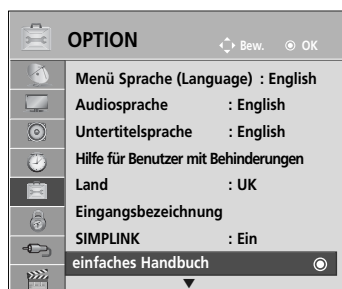 OPTION
Bew. OK
Menü Sprache (Language) : English
Audiosprache : English
Untertitelsprache : English
Hilfe für Benutzer mit Behinderungen
Land : UK
Eingangsbezeichnung
SIMPLINK : Ein
einfaches Handbuch